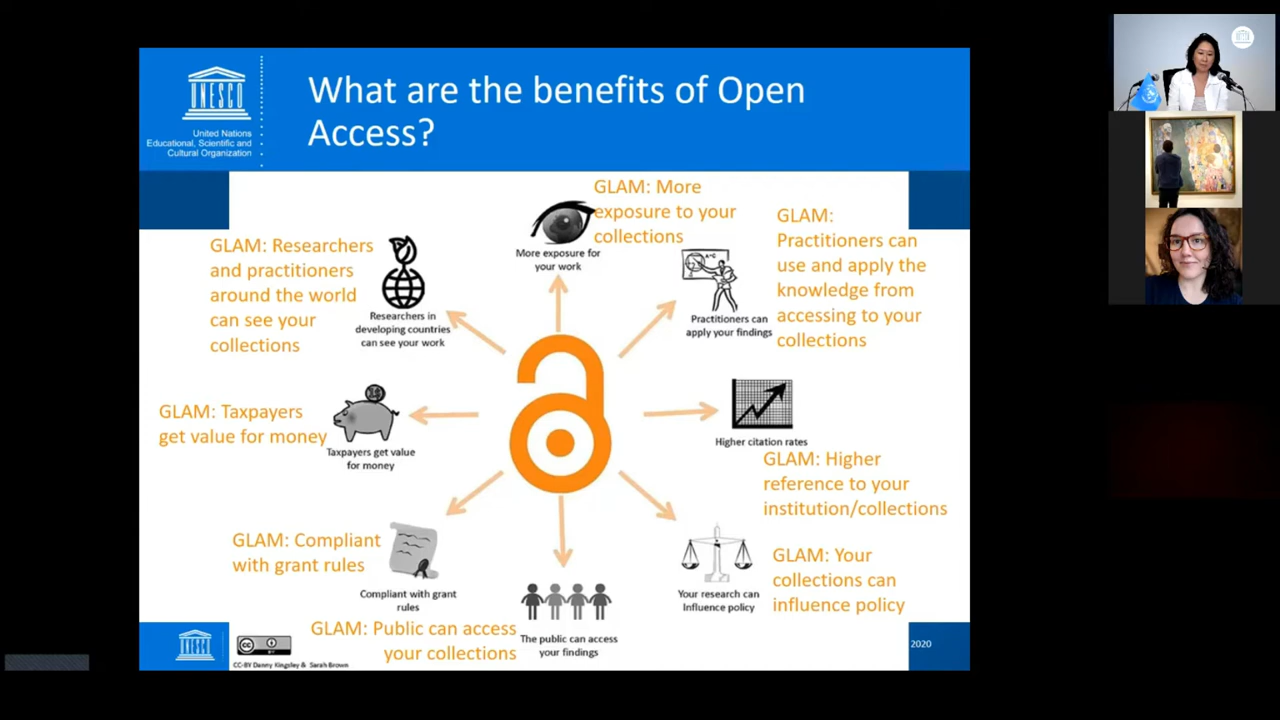 UNESCO
United Nations
Educational, Scientific and
Cultural Organization
What are the benefits of Open
Access?
GLAM: More
exposure to your
collections
More exposure for
your work
GLAM:
Practitioners can
use and apply the
knowledge from
accessing to your
collections
Practitioners can
apply your findings
GLAM: Researchers
and practitioners
around the world
can see your
collections
Researchers in
developing countries
can see your work
GLAM: Taxpayers
get value for money
Taxpayers get value
for money
Higher citation rates
GLAM: Higher
reference to your
institution/collections
GLAM: Compliant
with grant rules
Compliant with grant
rules
Your research can
Influence policy
GLAM: Your
collections can
influence policy
GLAM: Public can access
your collections
The public can access
your findings
cc
BY
CC-BY Danny Kingsley & Sarah Brown
2020